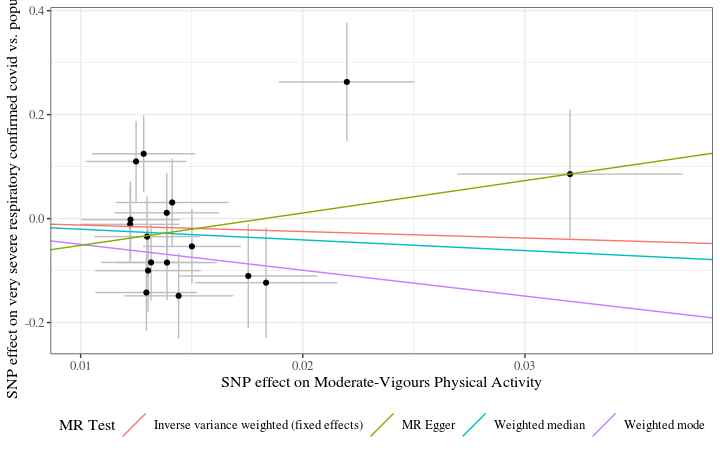 SNP effect on very severe respiratory confirmed covid vs. popu
0.4
0.2
0.0
-0.2
0.01
0.02
0.03
SNP effect on Moderate-Vigours Physical Activity
MR Test
Inverse variance weighted (fixed effects)
MR Egger
Weighted median
Weighted mode